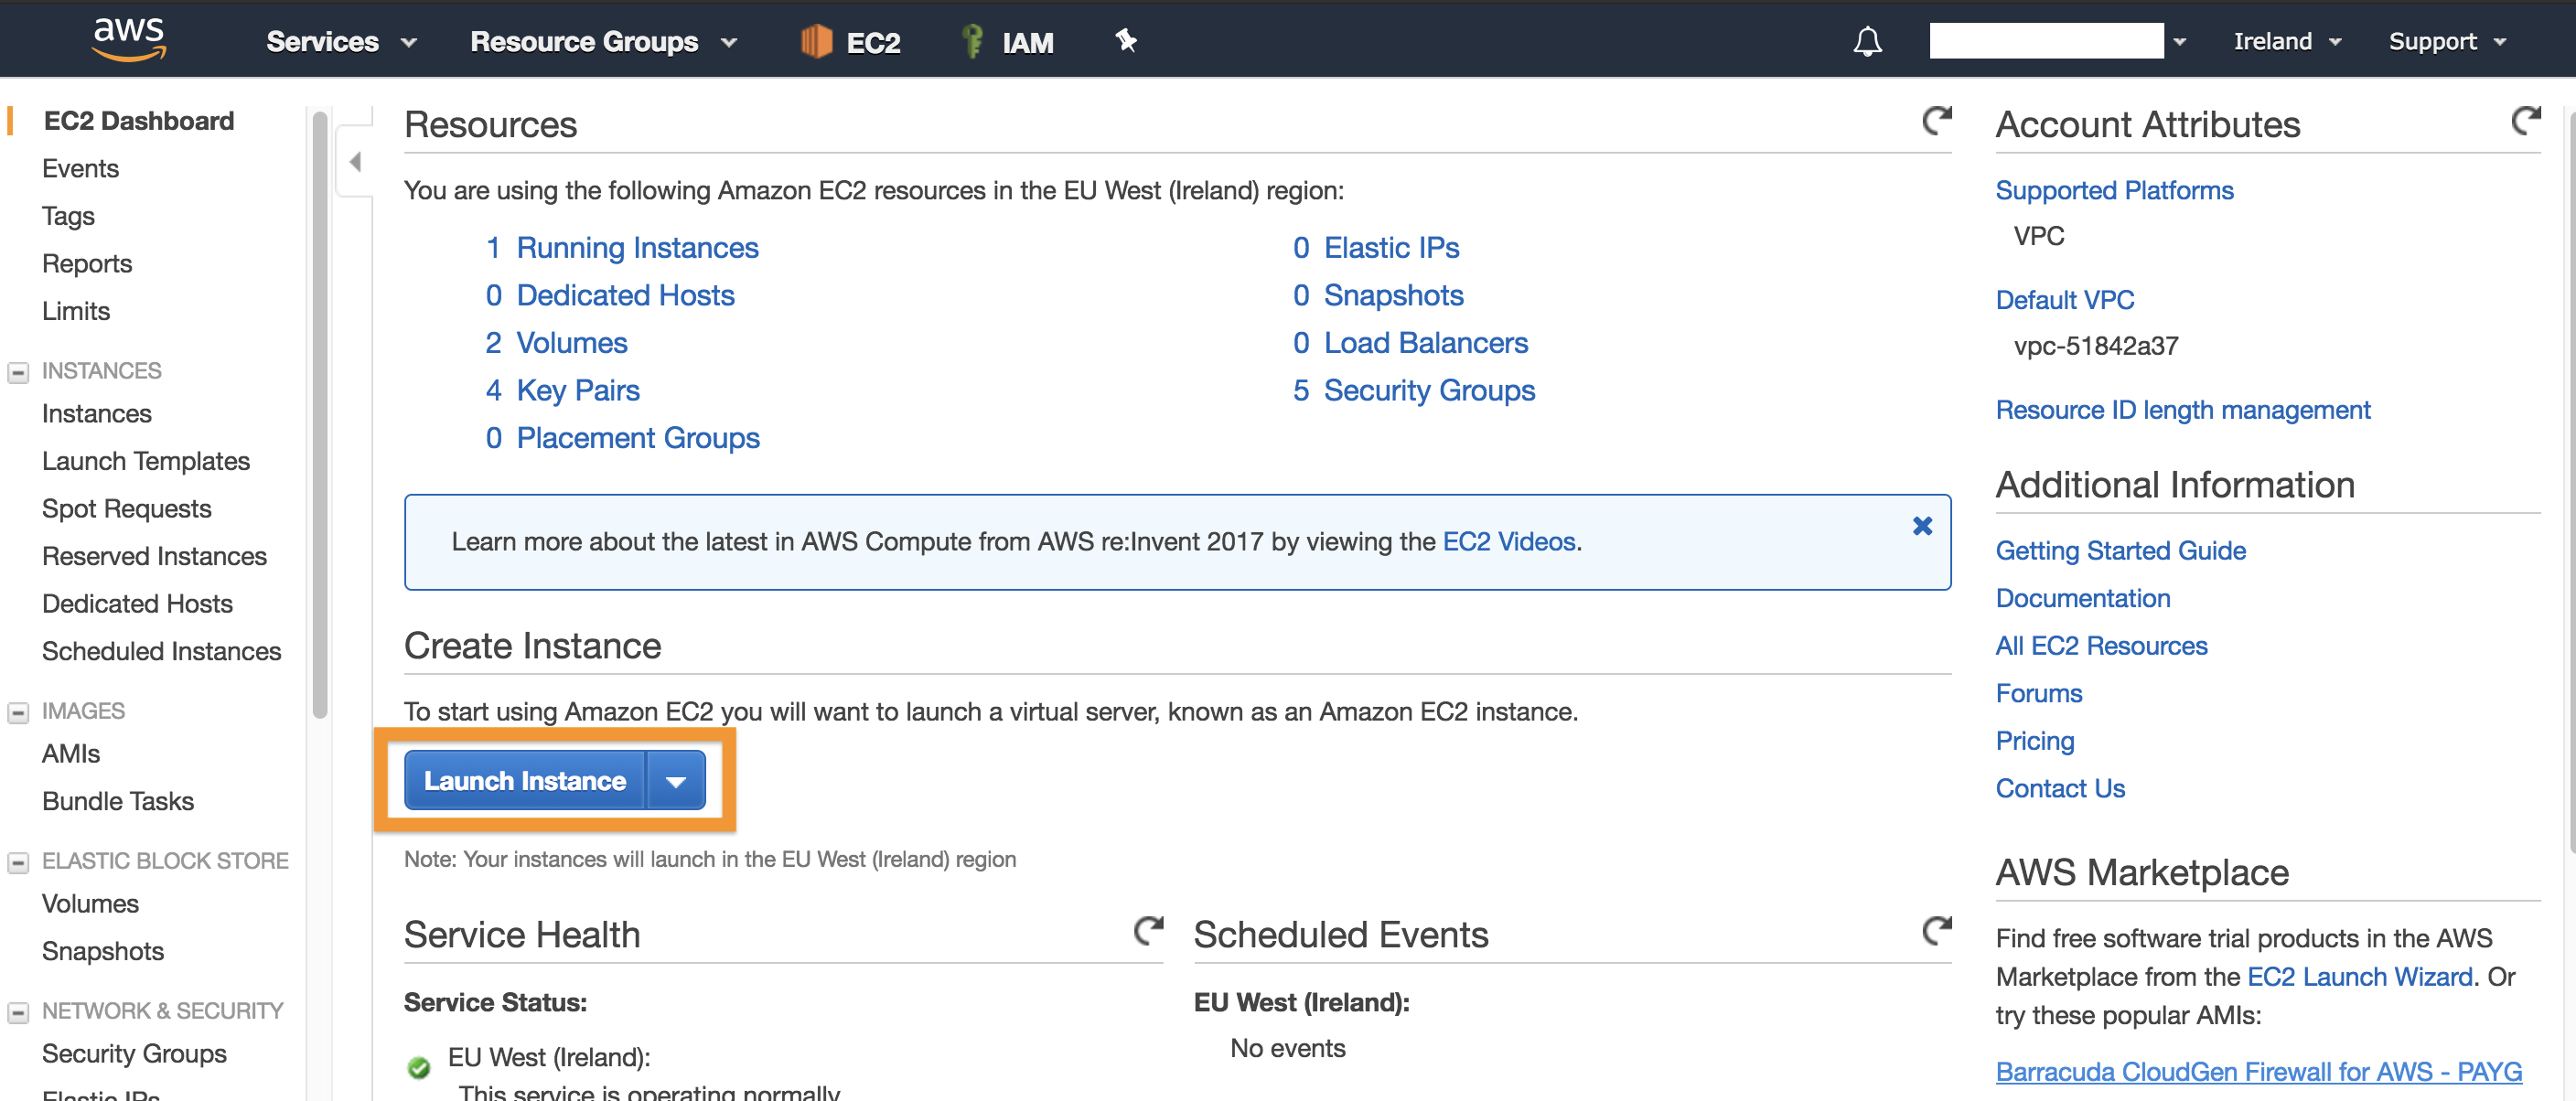 aws
Services
Resource Groups
EC2
IAM
Ireland
Support
EC2 Dashboard
Events
Tags
Reports
Limits
INSTANCES
Instances
Launch Templates
Spot Requests
Reserved Instances
Dedicated Hosts
Scheduled Instances
IMAGES
AMIs
Bundle Tasks
ELASTIC BLOCK STORE
Volumes
Snapshots
NETWORK & SECURITY
Security Groups
Elastic IPs
Resources
You are using the following Amazon EC2 resources in the EU West (Ireland) region:
1 Running Instances
0 Dedicated Hosts
2 Volumes
4 Key Pairs
0 Placement Groups
0 Elastic IPs
0 Snapshots
0 Load Balancers
5 Security Groups
Learn more about the latest in AWS Compute from AWS re:Invent 2017 by viewing the EC2 Videos.
Create Instance
To start using Amazon EC2 you will want to launch a virtual server, known as an Amazon EC2 instance.
Launch Instance
Note: Your instances will launch in the EU West (Ireland) region
Service Health
Service Status:
EU West (Ireland):
This service is operating normally
Scheduled Events
EU West (Ireland):
No events
Account Attributes
Supported Platforms
VPC
Default VPC
vpc-51842a37
Resource ID length management
Additional Information
Getting Started Guide
Documentation
All EC2 Resources
Forums
Pricing
Contact Us
AWS Marketplace
Find free software trial products in the AWS
Marketplace from the EC2 Launch Wizard. Or
try these popular AMIs:
Barracuda CloudGen Firewall for AWS - PAYG